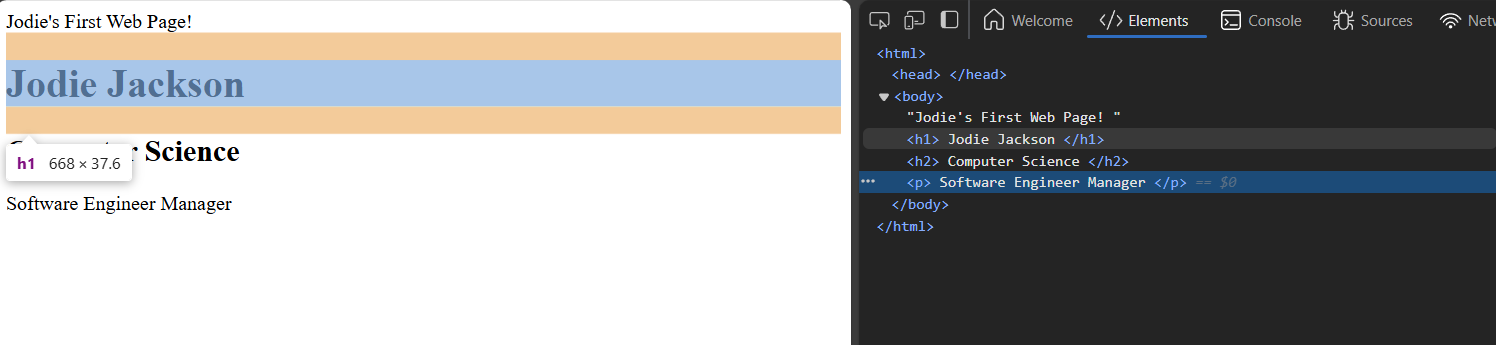 Jodie's First Web Page!
Jodie Jackson
Science
h1 668 × 37.6
Software Engineer Manager
Welcome Elements Console Sources
<html>
<head> </head>
<body>
"Jodie's First Web Page! "
<h1> Jodie Jackson </h1>
<h2> Computer Science </h2>
<p> Software Engineer Manager </p> == $0
</body>
</html>